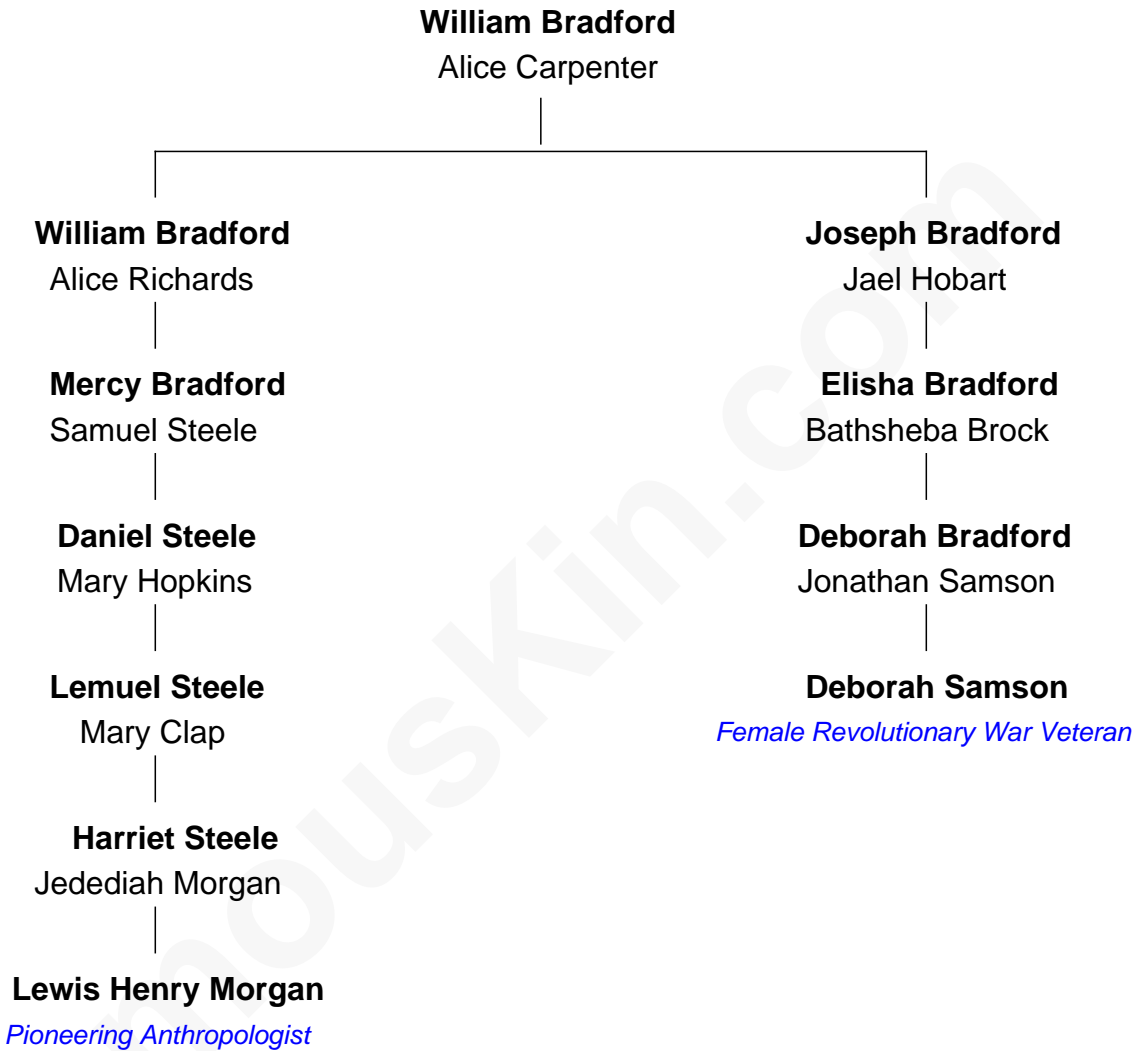 William Bradford
Alice Carpenter
William Bradford
Alice Richards
Joseph Bradford
Jael Hobart
Mercy Bradford
Samuel Steele
Elisha Bradford
Bathsheba Brock
Daniel Steele
Mary Hopkins
Deborah Bradford
Jonathan Samson
Lemuel Steele
Mary Clap
Deborah Samson
Female Revolutionary War Veteran
Harriet Steele
Jedediah Morgan
Lewis Henry Morgan
Pioneering Anthropologist
mouskin.com